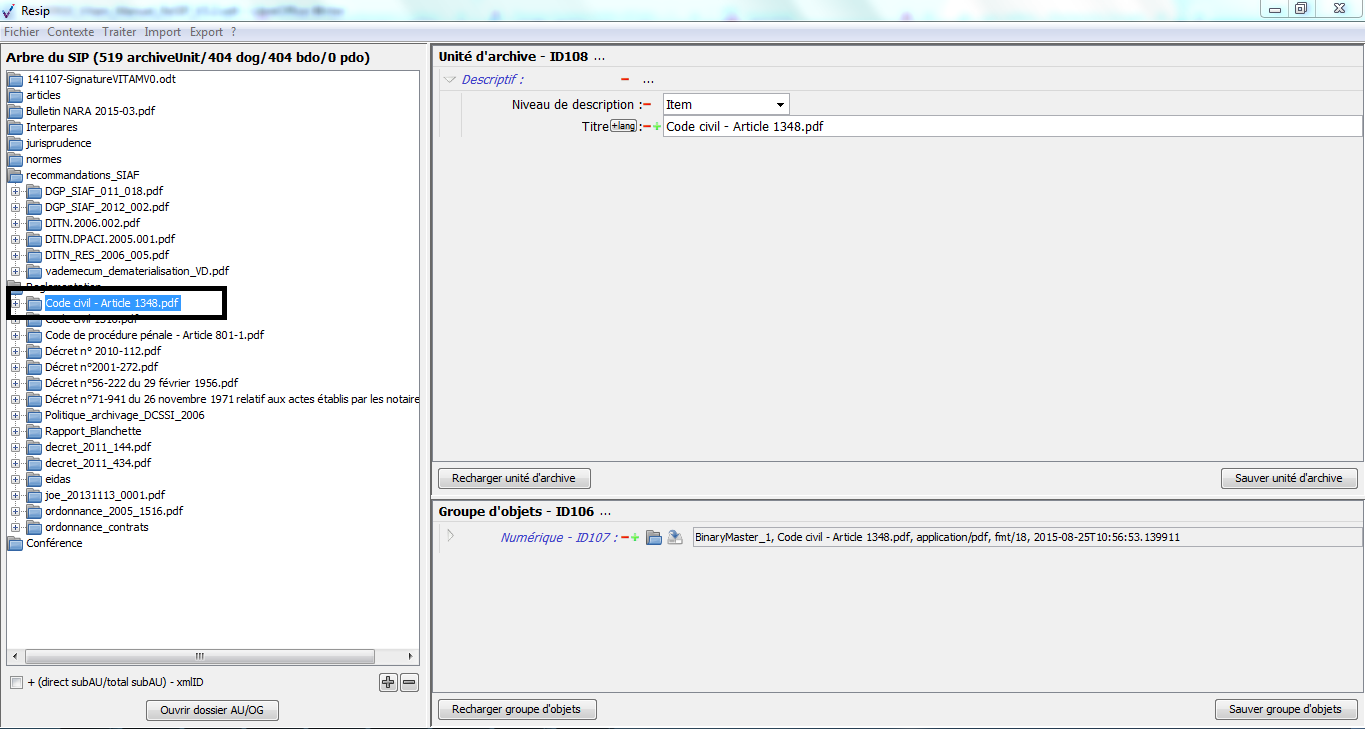 Resip
Fichier Contexte Traiter Import Export ?
Arbre du SIP (519 archiveUnit/404 dog/404 bdo/0 pdo)
141107-SignatureVITAMV0.odt
articles
Bulletin NARA 2015-03.pdf
Interpares
jurisprudence
normes
recommandations_SIAF
DGP_SIAF_011_018.pdf
DGP_SIAF_2012_002.pdf
DITN.2006.002.pdf
DITN.DPACI.2005.001.pdf
DITN_RES_2006_005.pdf
vademecum_dematerialisation_VD.pdf
Reglementation
Code civil - Article 1348.pdf
Code civil 1316.pdf
Code de procédure pénale - Article 801-1.pdf
Décret n° 2010-112.pdf
Décret n°2001-272.pdf
Décret n°56-222 du 29 février 1956.pdf
Décret n°71-941 du 26 novembre 1971 relatif aux actes établis par les notaire
Politique_archivage_DCSSI_2006
Rapport_Blanchette
decret_2011_144.pdf
decret_2011_434.pdf
eidas
joe_20131113_0001.pdf
ordonnance_2005_1516.pdf
ordonnance_contrats
Conférence
+ (direct subAU/total subAU) - xmlID
Ouvrir dossier AU/OG
Unité d'archive - ID108 ...
Descriptif : ...
Niveau de description : Item
Titre +lang : Code civil - Article 1348.pdf
Recharger unité d'archive
Sauver unité d'archive
Groupe d'objets - ID106 ...
Numérique - ID107 : BinaryMaster_1, Code civil - Article 1348.pdf, application/pdf, fmt/18, 2015-08-25T10:56:53.139911
Recharger groupe d'objets
Sauver groupe d'objets